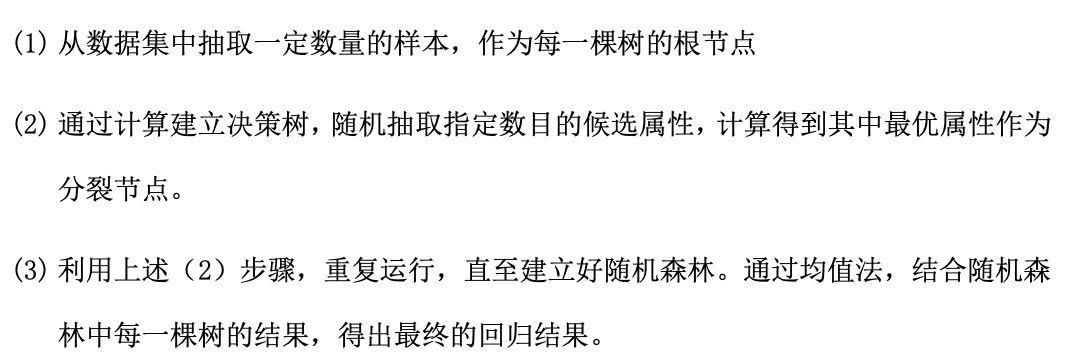 (1) 从数据集中抽取一定数量的样本，作为每一棵树的根节点
(2) 通过计算建立决策树，随机抽取指定数目的候选属性，计算得到其中最优属性作为
分裂节点。
(3) 利用上述（2）步骤，重复运行，直至建立好随机森林。通过均值法，结合随机森
林中每一棵树的结果，得出最终的回归结果。